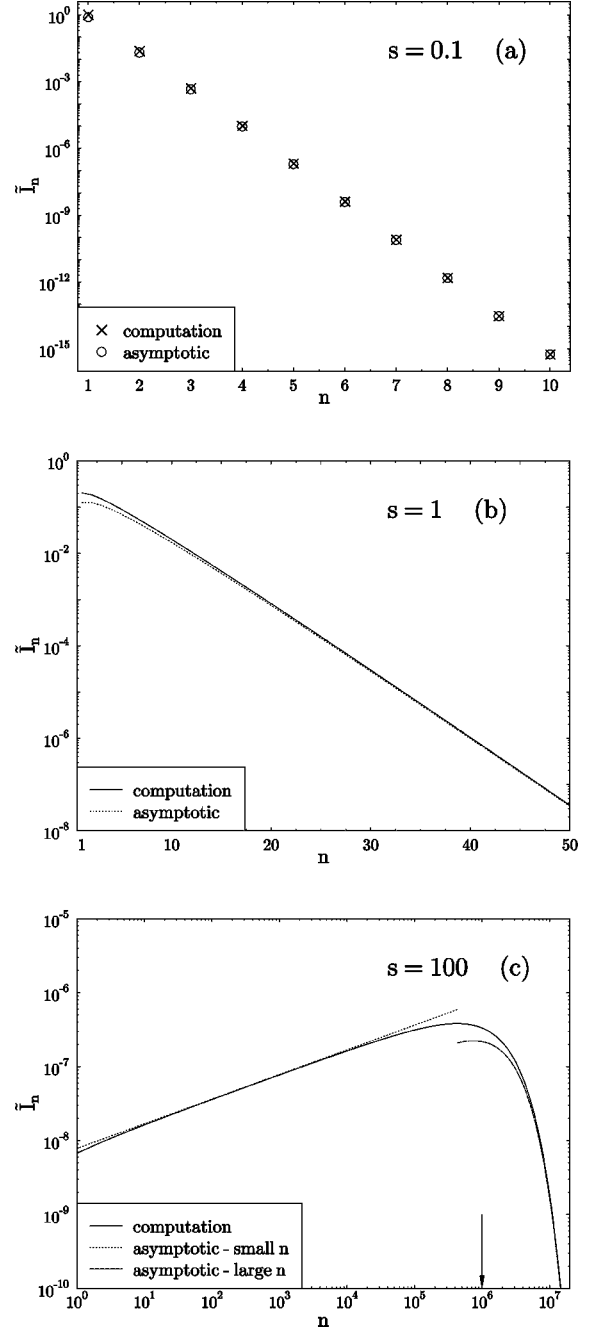 s = 0.1 (a)
10^0
10^-3
10^-6
10^-9
10^-12
10^-15
Ĩ_n
× computation
○ asymptotic
1 2 3 4 5 6 7 8 9 10
n
s = 1 (b)
10^0
10^-2
10^-4
10^-6
10^-8
Ĩ_n
computation
asymptotic
1 10 20 30 40 50
n
s = 100 (c)
10^-5
10^-6
10^-7
10^-8
10^-9
10^-10
Ĩ_n
computation
asymptotic - small n
asymptotic - large n
10^0 10^1 10^2 10^3 10^4 10^5 10^6 10^7
n